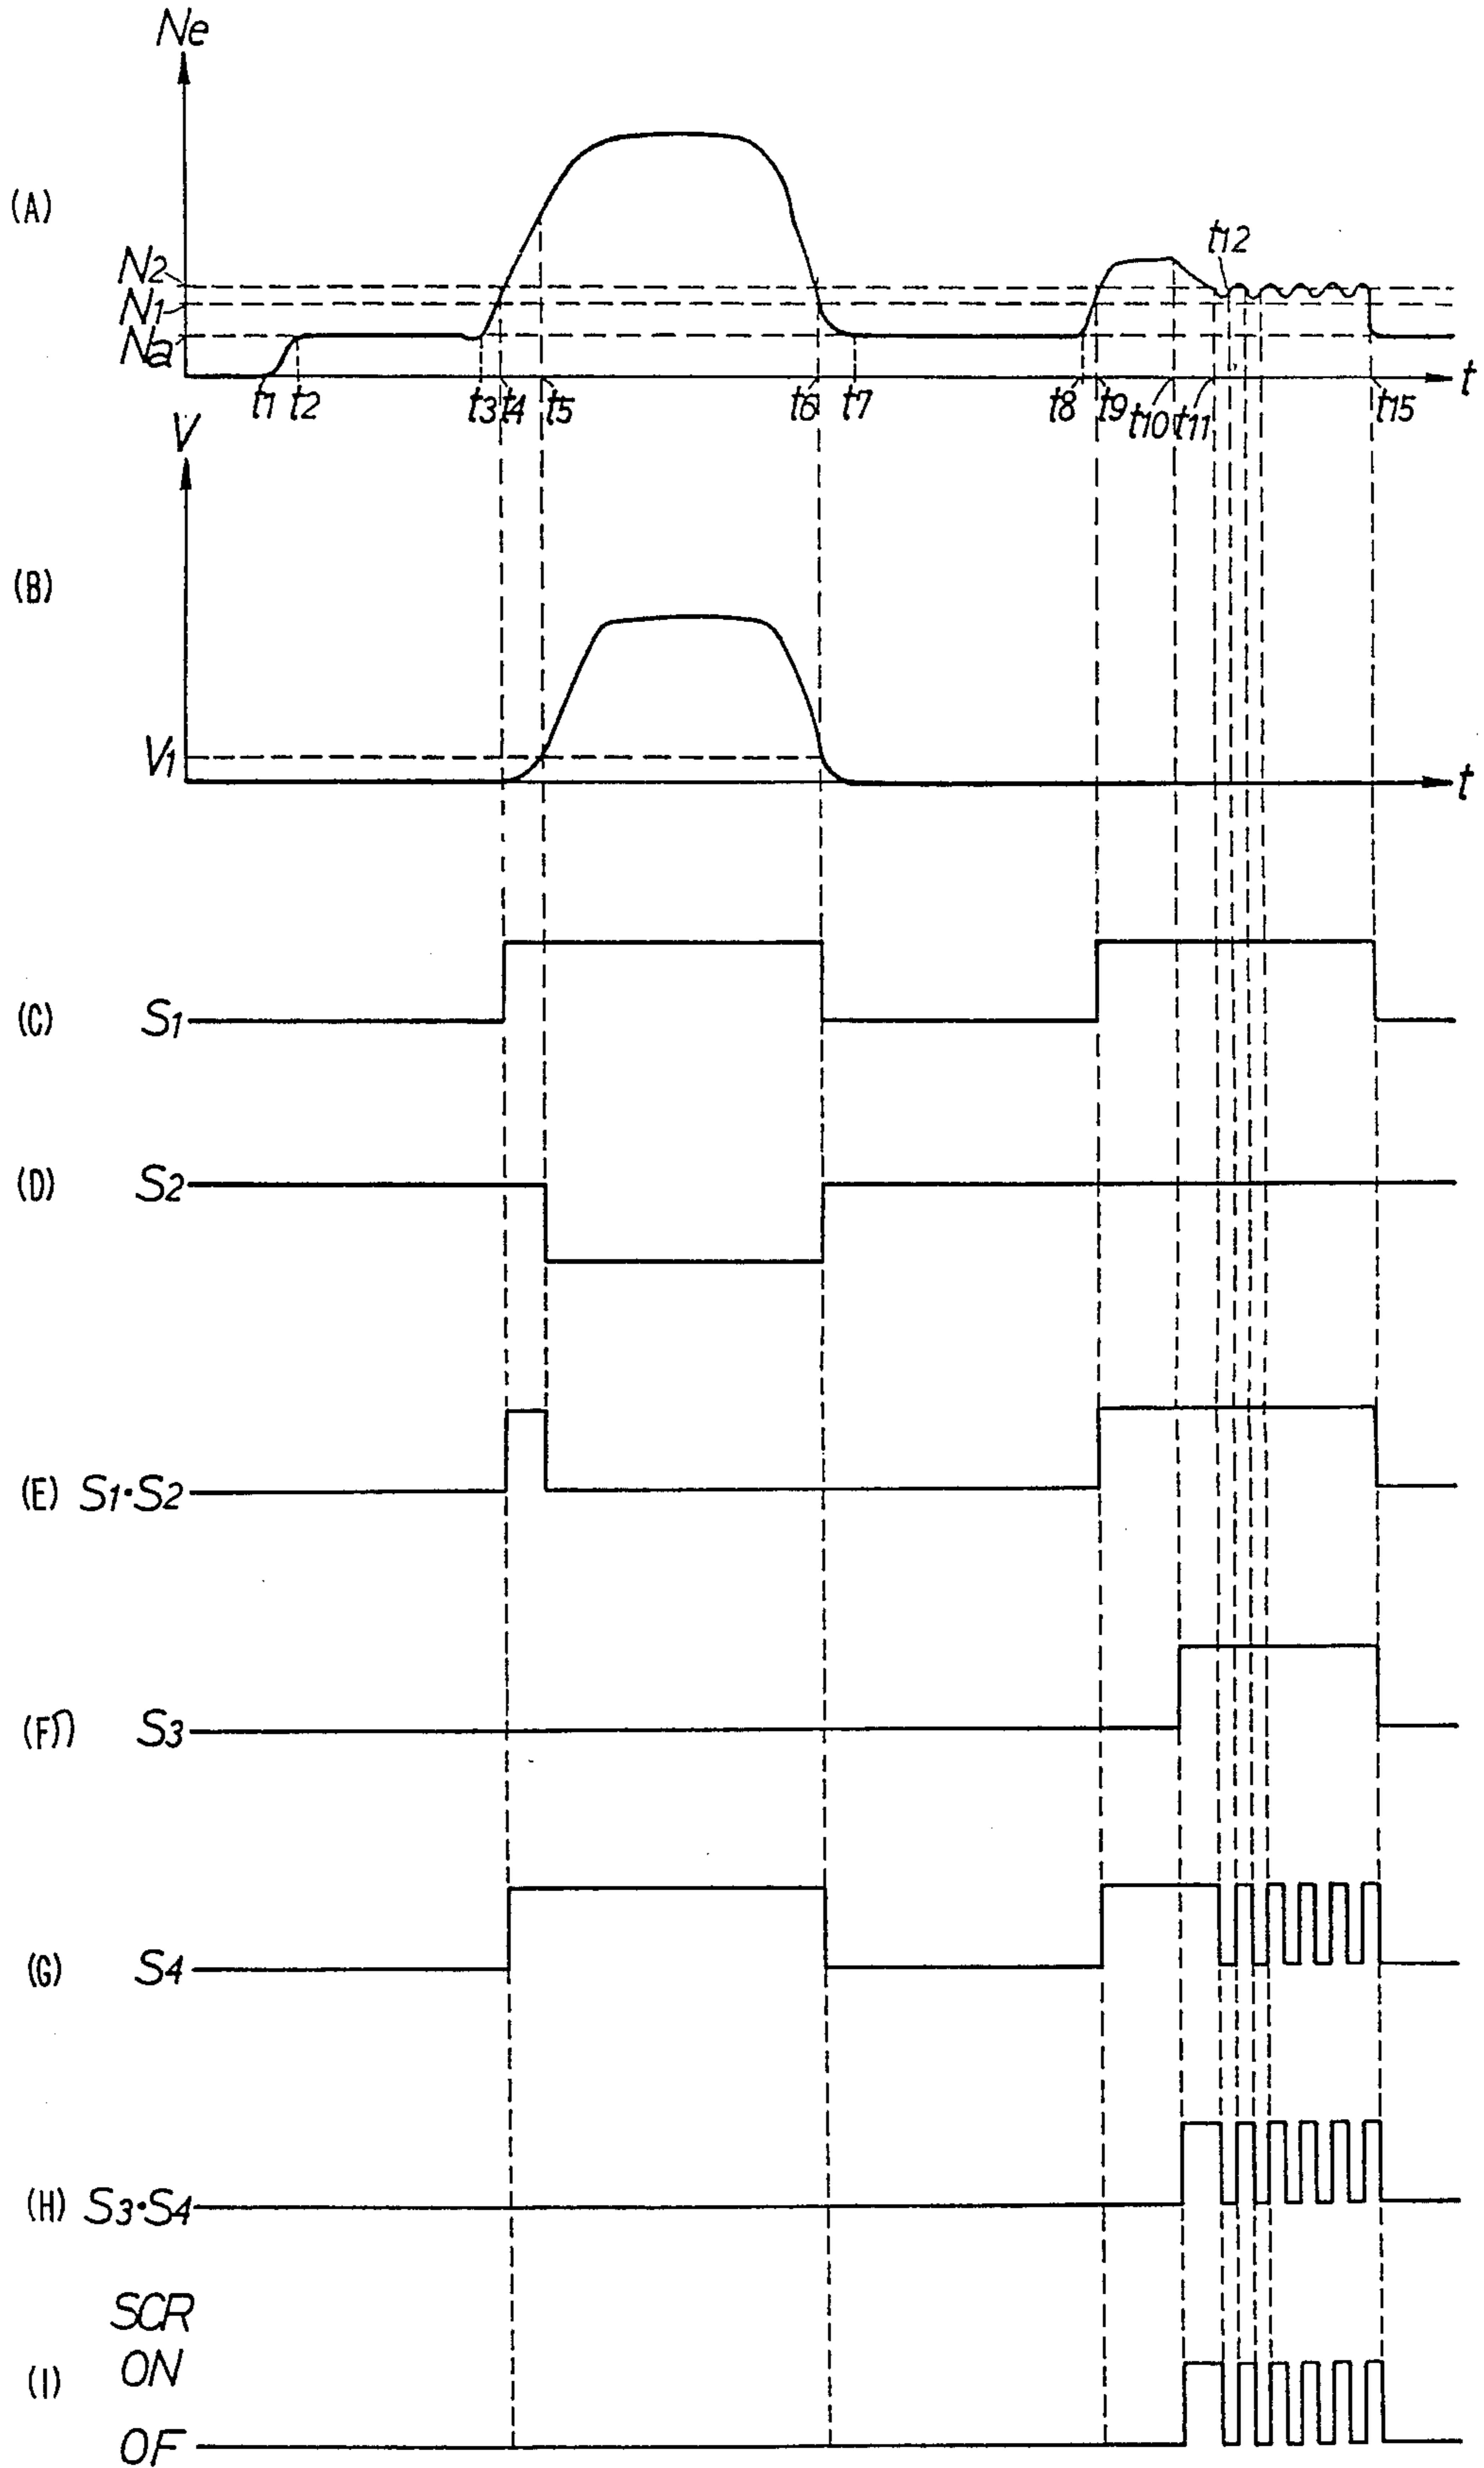 Ne
(A)
N2
N1
Na
t12
t1 t2 t3 t4 t5 t6 t7 t8 t9 t10 t11 t15 t
V
(B)
V1
t
(C) S1
(D) S2
(E) S1·S2
(F) S3
(G) S4
(H) S3·S4
SCR
ON
(I)
OF